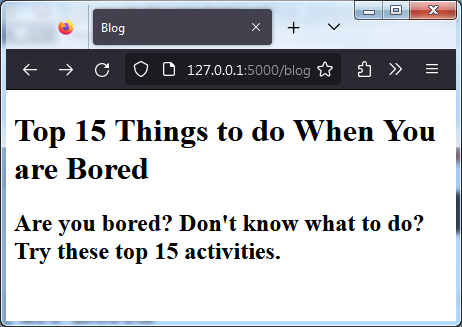 Blog
127.0.0.1:5000/blog
Top 15 Things to do When You
are Bored
Are you bored? Don't know what to do?
Try these top 15 activities.